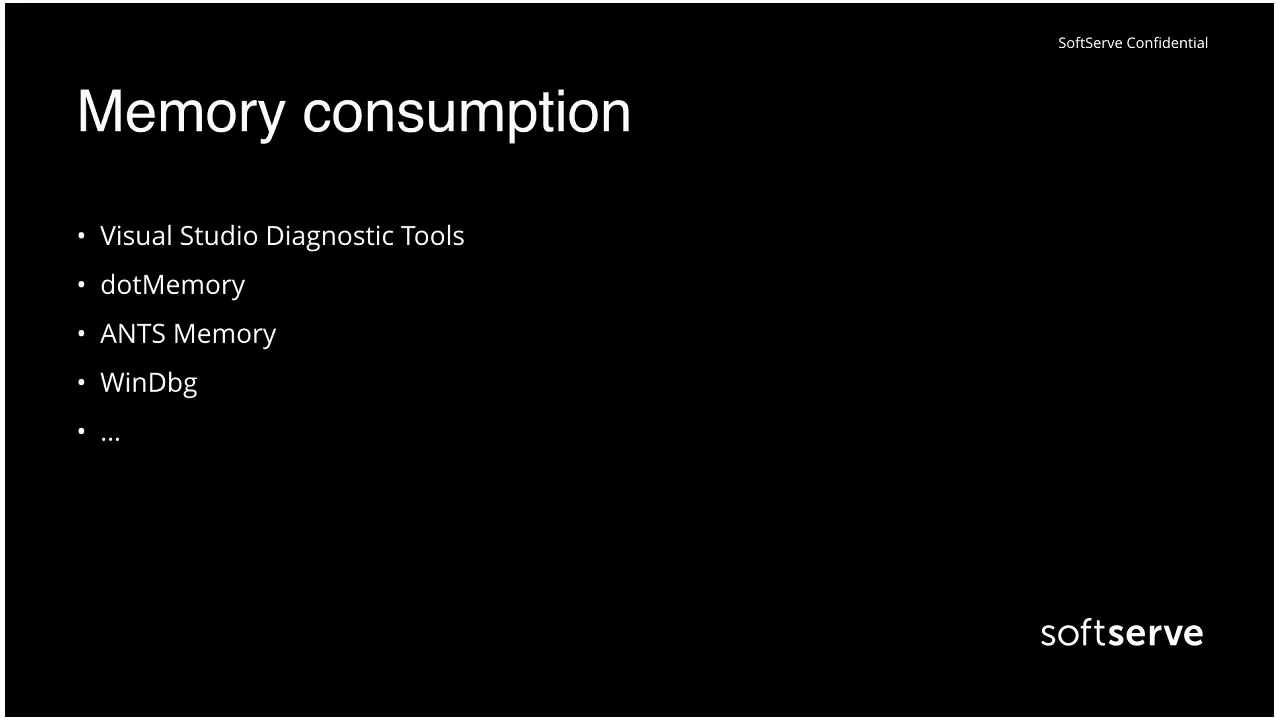 SoftServe Confidential
Memory consumption
• Visual Studio Diagnostic Tools
• dotMemory
• ANTS Memory
• WinDbg
• ...
softserve